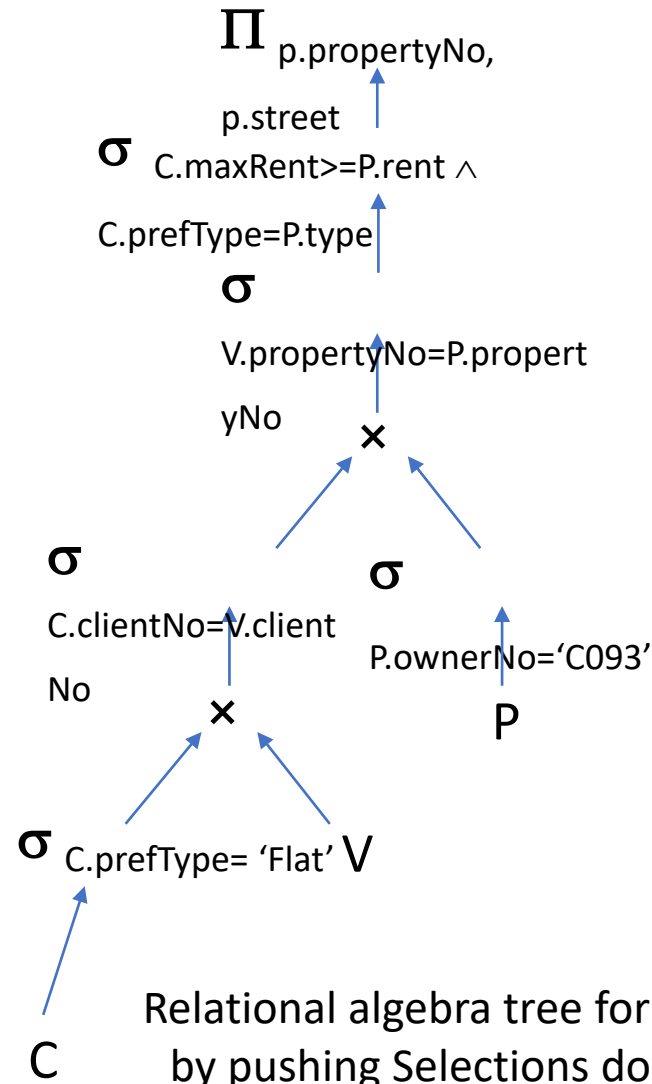 Π p.propertyNo,
p.street
σ C.maxRent>=P.rent ∧
C.prefType=P.type
σ
V.propertyNo=P.propert
yNo
×
σ
C.clientNo=V.client
No
σ
P.ownerNo=‘C093’
×
P
σ C.prefType= ‘Flat’ V
C
Relational algebra tree for
by pushing Selections do